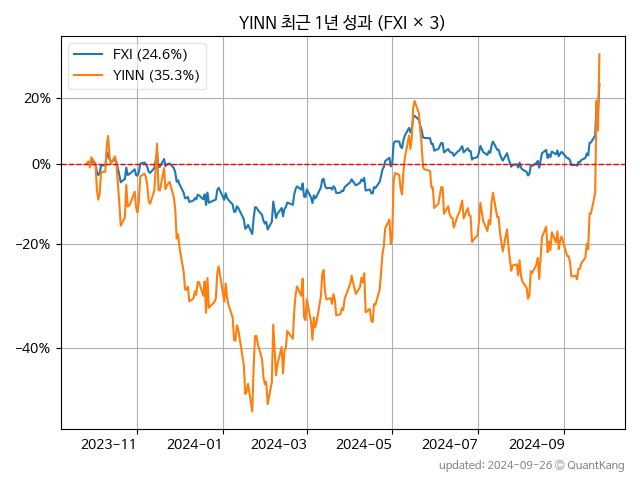 YINN 최근 1년 성과 (FXI × 3)
FXI (24.6%)
YINN (35.3%)
20%
0%
−20%
−40%
2023-11 2024-01 2024-03 2024-05 2024-07 2024-09
updated: 2024-09-26 © QuantKang